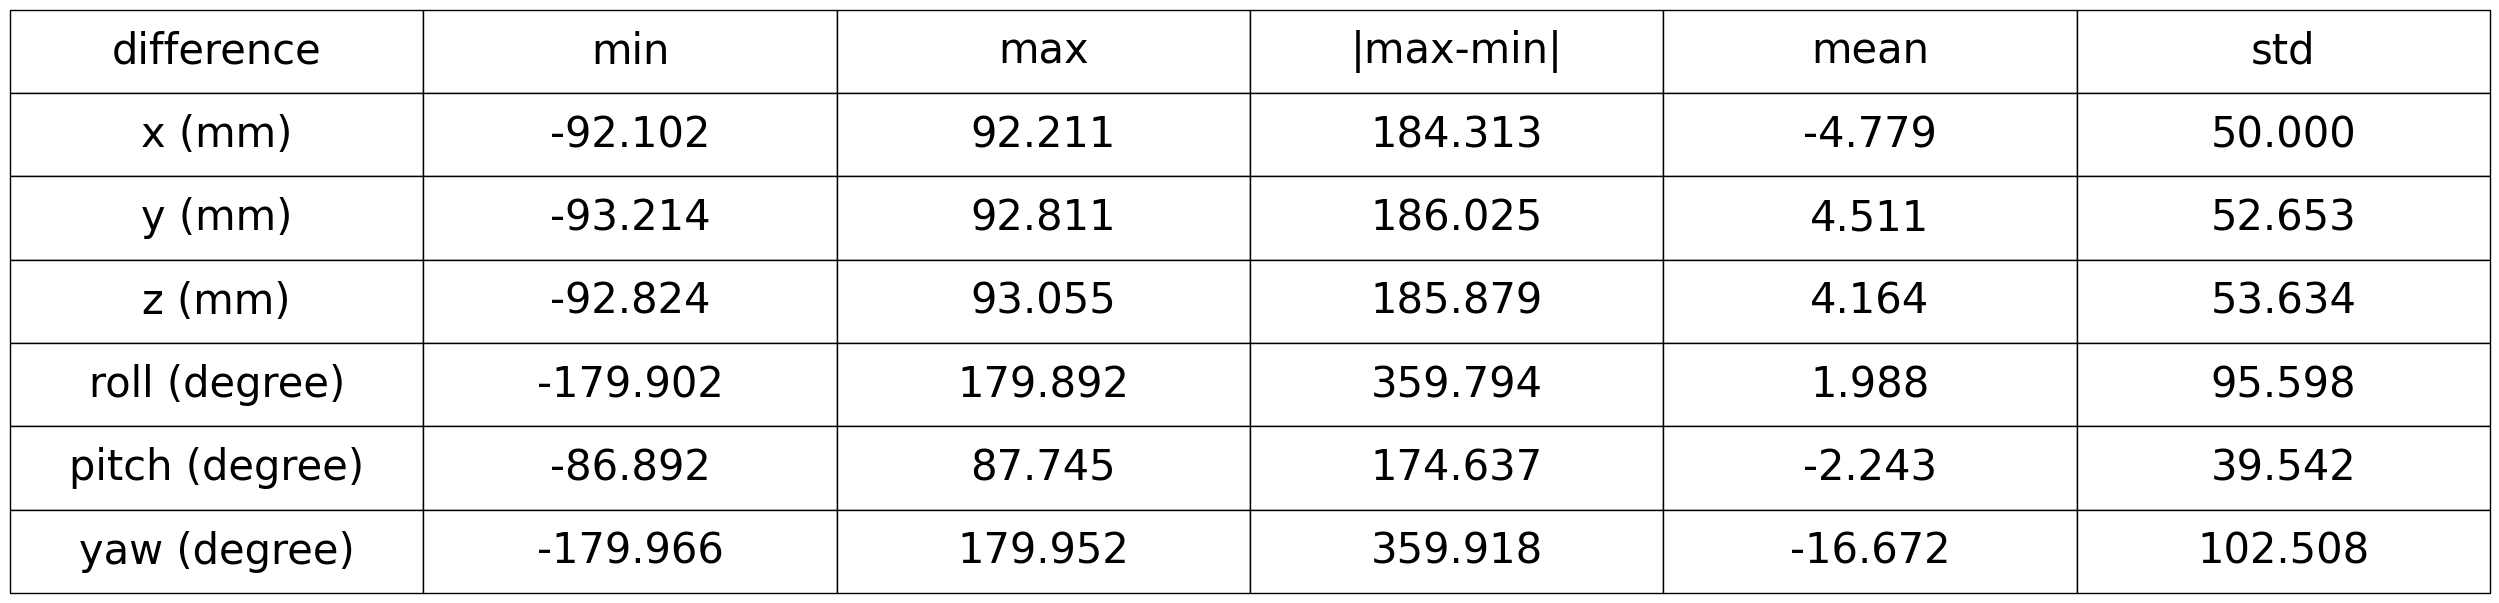 difference min max |max-min| mean std
x (mm) -92.102 92.211 184.313 -4.779 50.000
y (mm) -93.214 92.811 186.025 4.511 52.653
z (mm) -92.824 93.055 185.879 4.164 53.634
roll (degree) -179.902 179.892 359.794 1.988 95.598
pitch (degree) -86.892 87.745 174.637 -2.243 39.542
yaw (degree) -179.966 179.952 359.918 -16.672 102.508